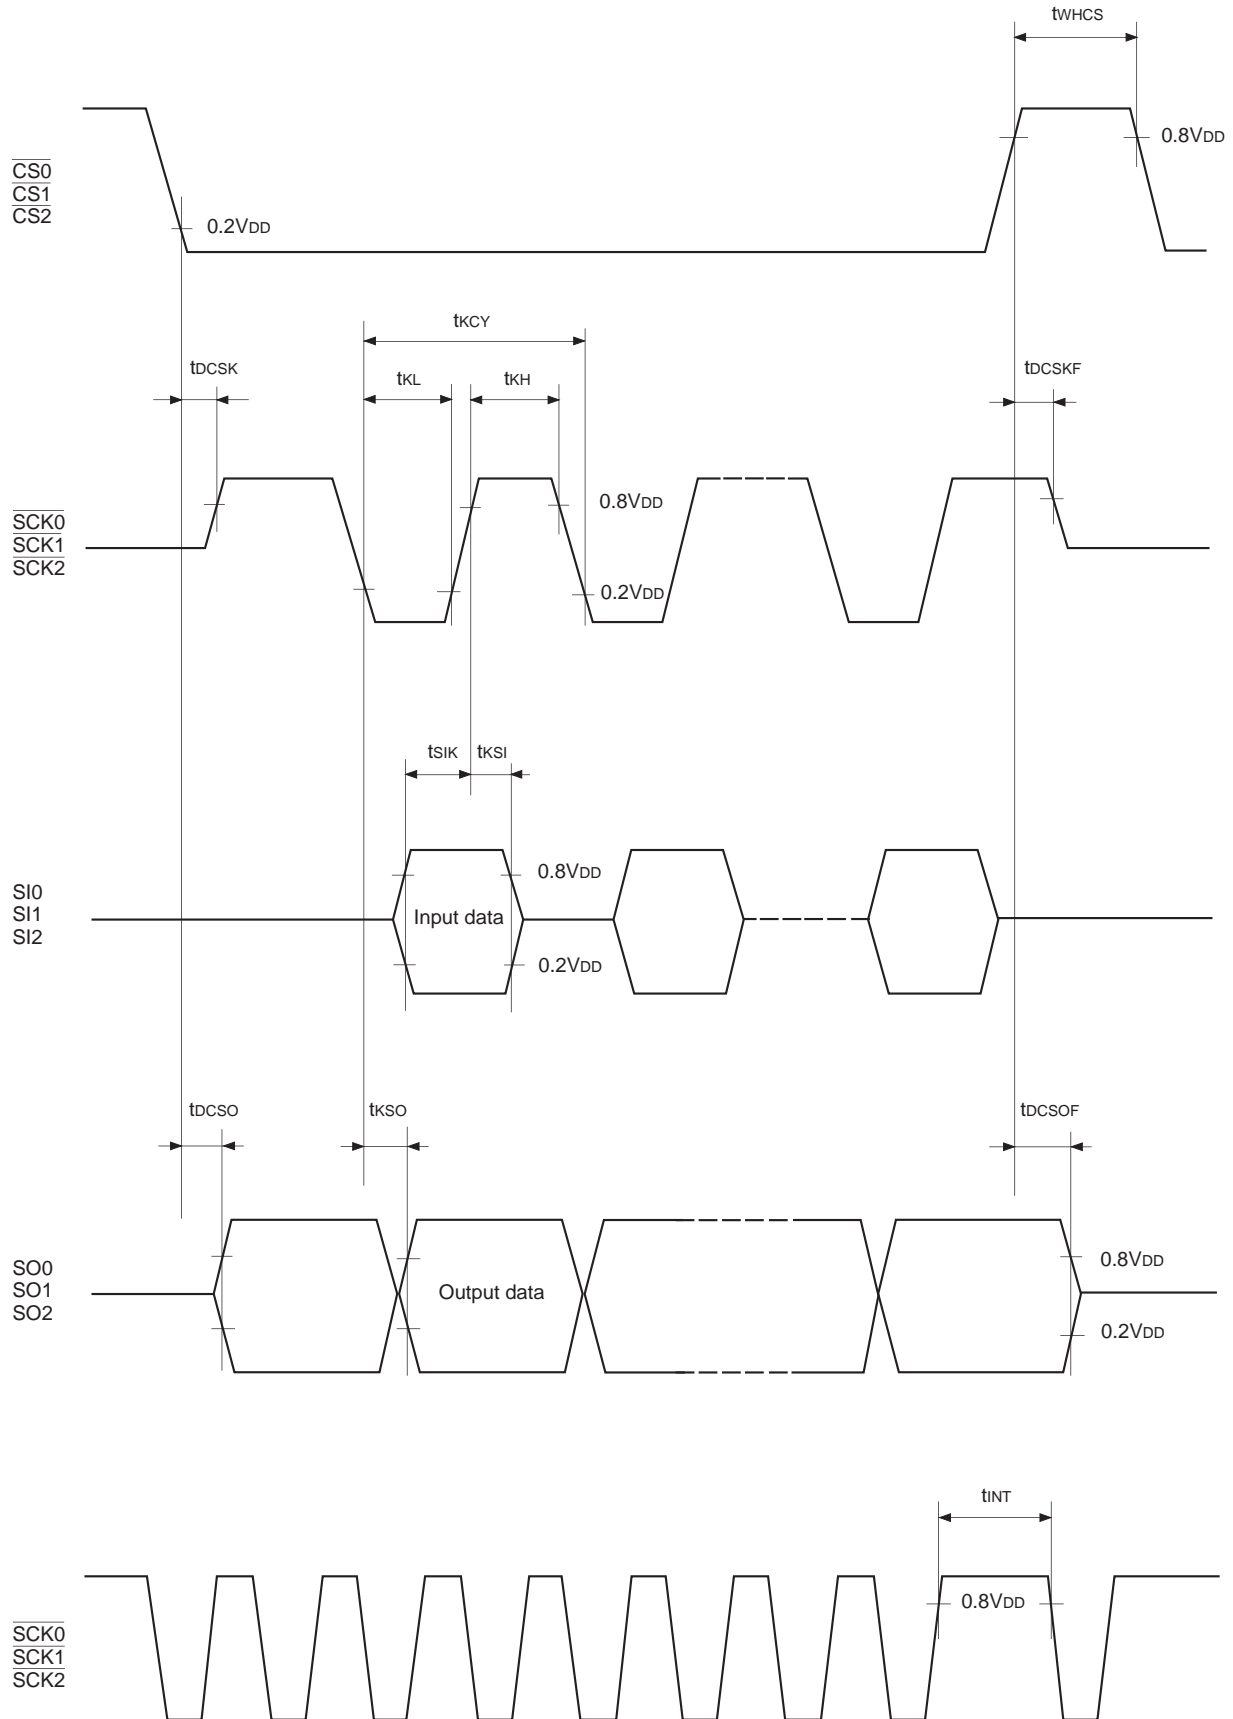 tWHCS
0.8VDD
CS0
CS1
CS2
0.2VDD
tKCY
tDCSK
tKL
tKH
tDCSKF
0.8VDD
SCK0
SCK1
SCK2
0.2VDD
tSIK
tKSI
0.8VDD
SI0
SI1
SI2
Input data
0.2VDD
tDCSO
tKSO
tDCSOF
0.8VDD
SO0
SO1
SO2
Output data
0.2VDD
tINT
0.8VDD
SCK0
SCK1
SCK2